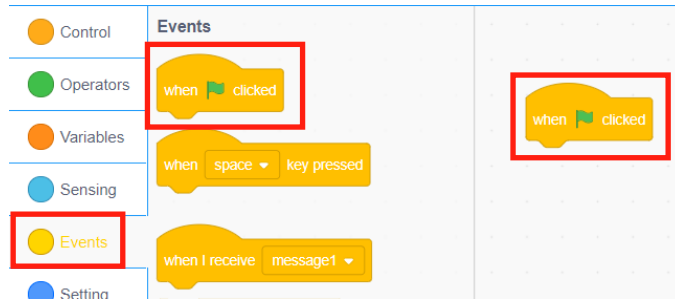 Control
Operators
Variables
Sensing
Events
Setting
Events
when clicked
when space key pressed
when I receive message1
when clicked